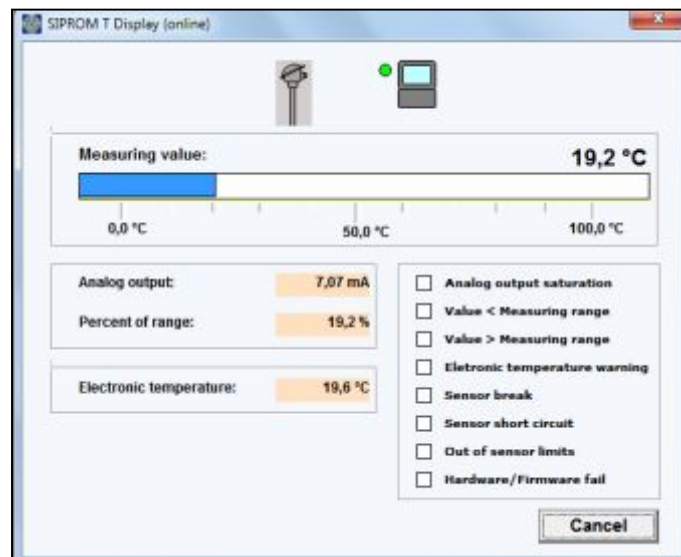 SIPROM T Display (online)
Measuring value:
19,2 °C
0,0 °C
50,0 °C
100,0 °C
Analog output:
7,07 mA
Percent of range:
19,2 %
Electronic temperature:
19,6 °C
Analog output saturation
Value < Measuring range
Value > Measuring range
Eletronic temperature warning
Sensor break
Sensor short circuit
Out of sensor limits
Hardware/Firmware fail
Cancel